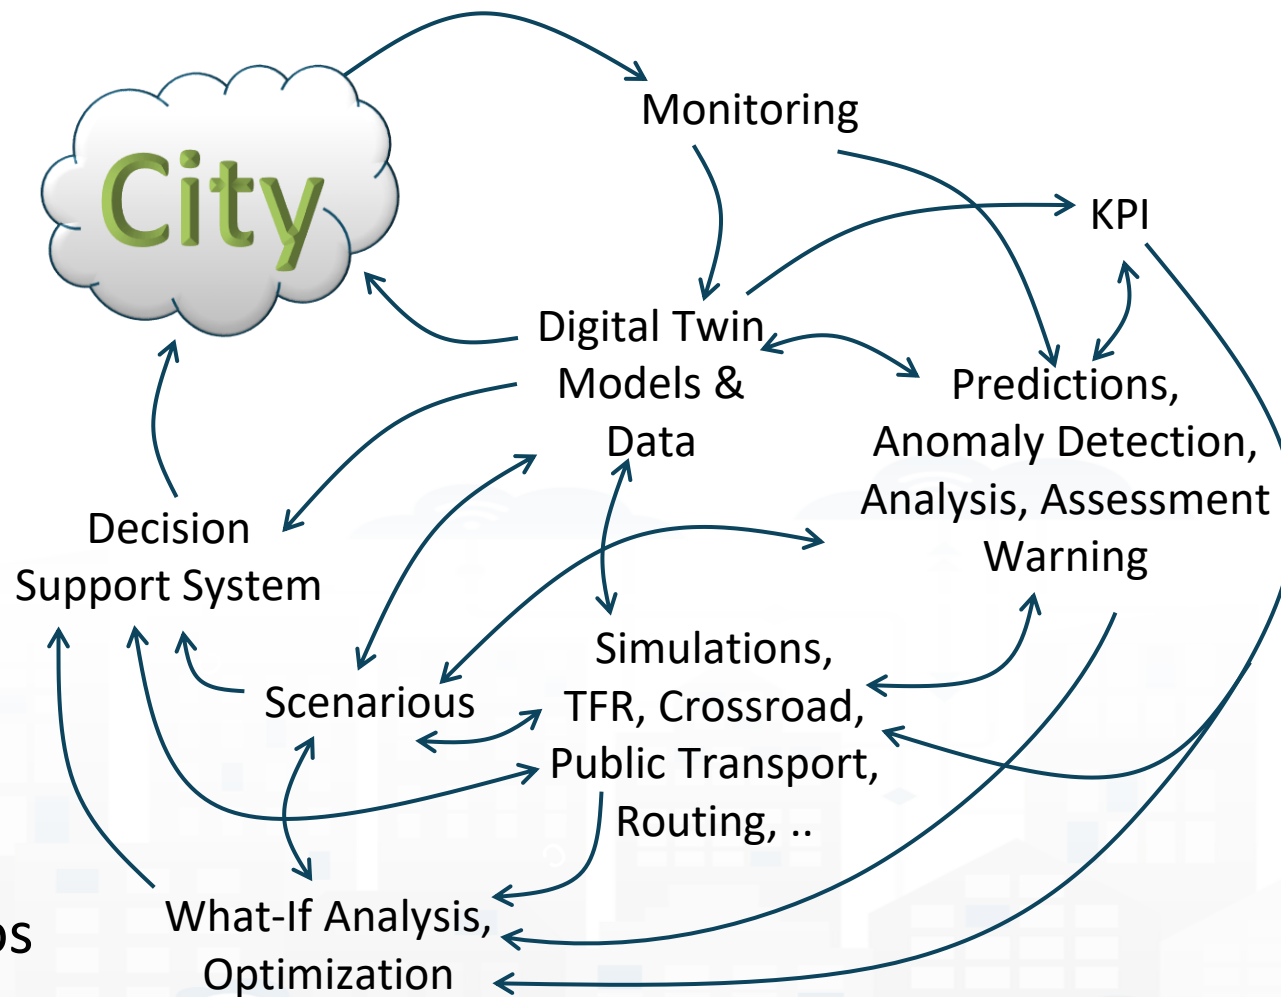 City
Monitoring
KPI
Digital Twin
Models &
Data
Predictions,
Anomaly Detection,
Analysis, Assessment
Warning
Decision
Support System
Scenarious
Simulations,
TFR, Crossroad,
Public Transport,
Routing, ..
What-If Analysis,
Optimization